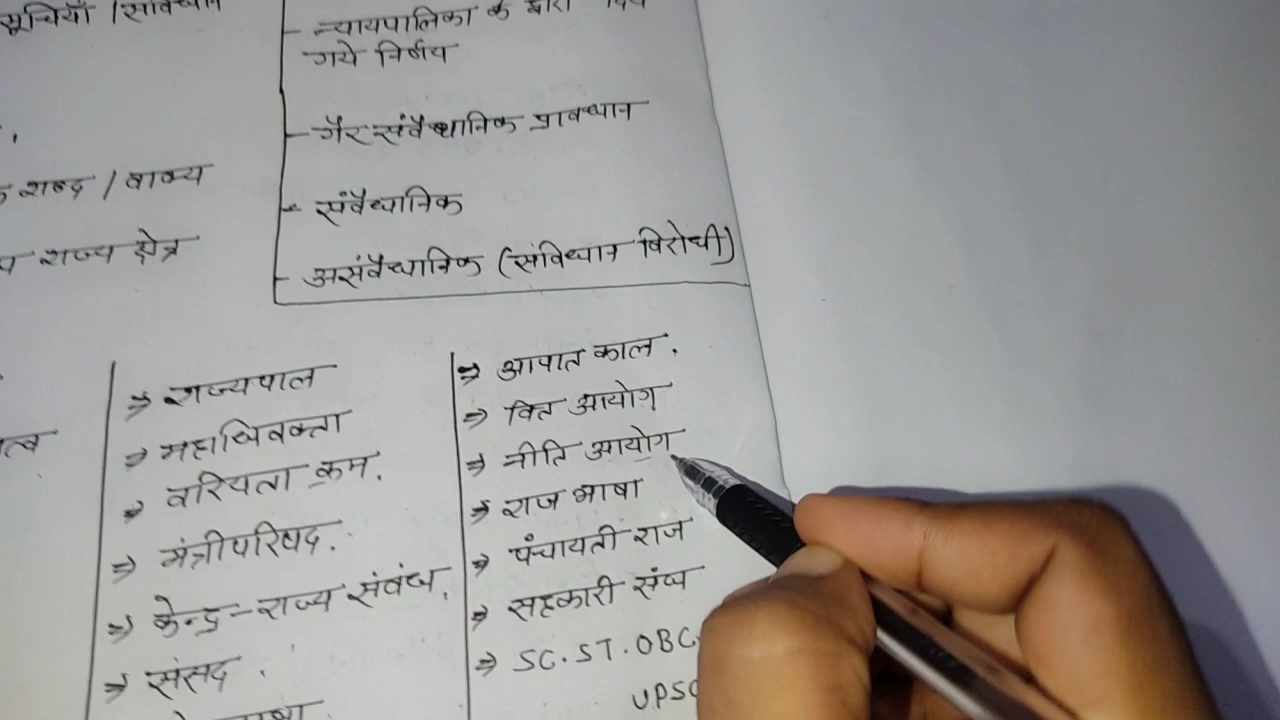 सूचियाँ / संविधान
- न्यायपालिका के द्वारा दिये
गये निर्णय
- गैर संवैधानिक प्रावधान
शब्द / वाक्य
- संवैधानिक
राज्य क्षेत्र
- असंवैधानिक (संविधान विरोधी)
⇒ राज्यपाल
⇒ महाधिवक्ता
⇒ वरियता क्रम.
⇒ मंत्रीपरिषद.
⇒ केन्द्र-राज्य संबंध.
⇒ संसद.
⇒ आपात काल.
⇒ वित आयोग
⇒ नीति आयोग
⇒ राज भाषा
⇒ पंचायती राज
⇒ सहकारी संघ
⇒ SC. ST. OBC.
UPSC